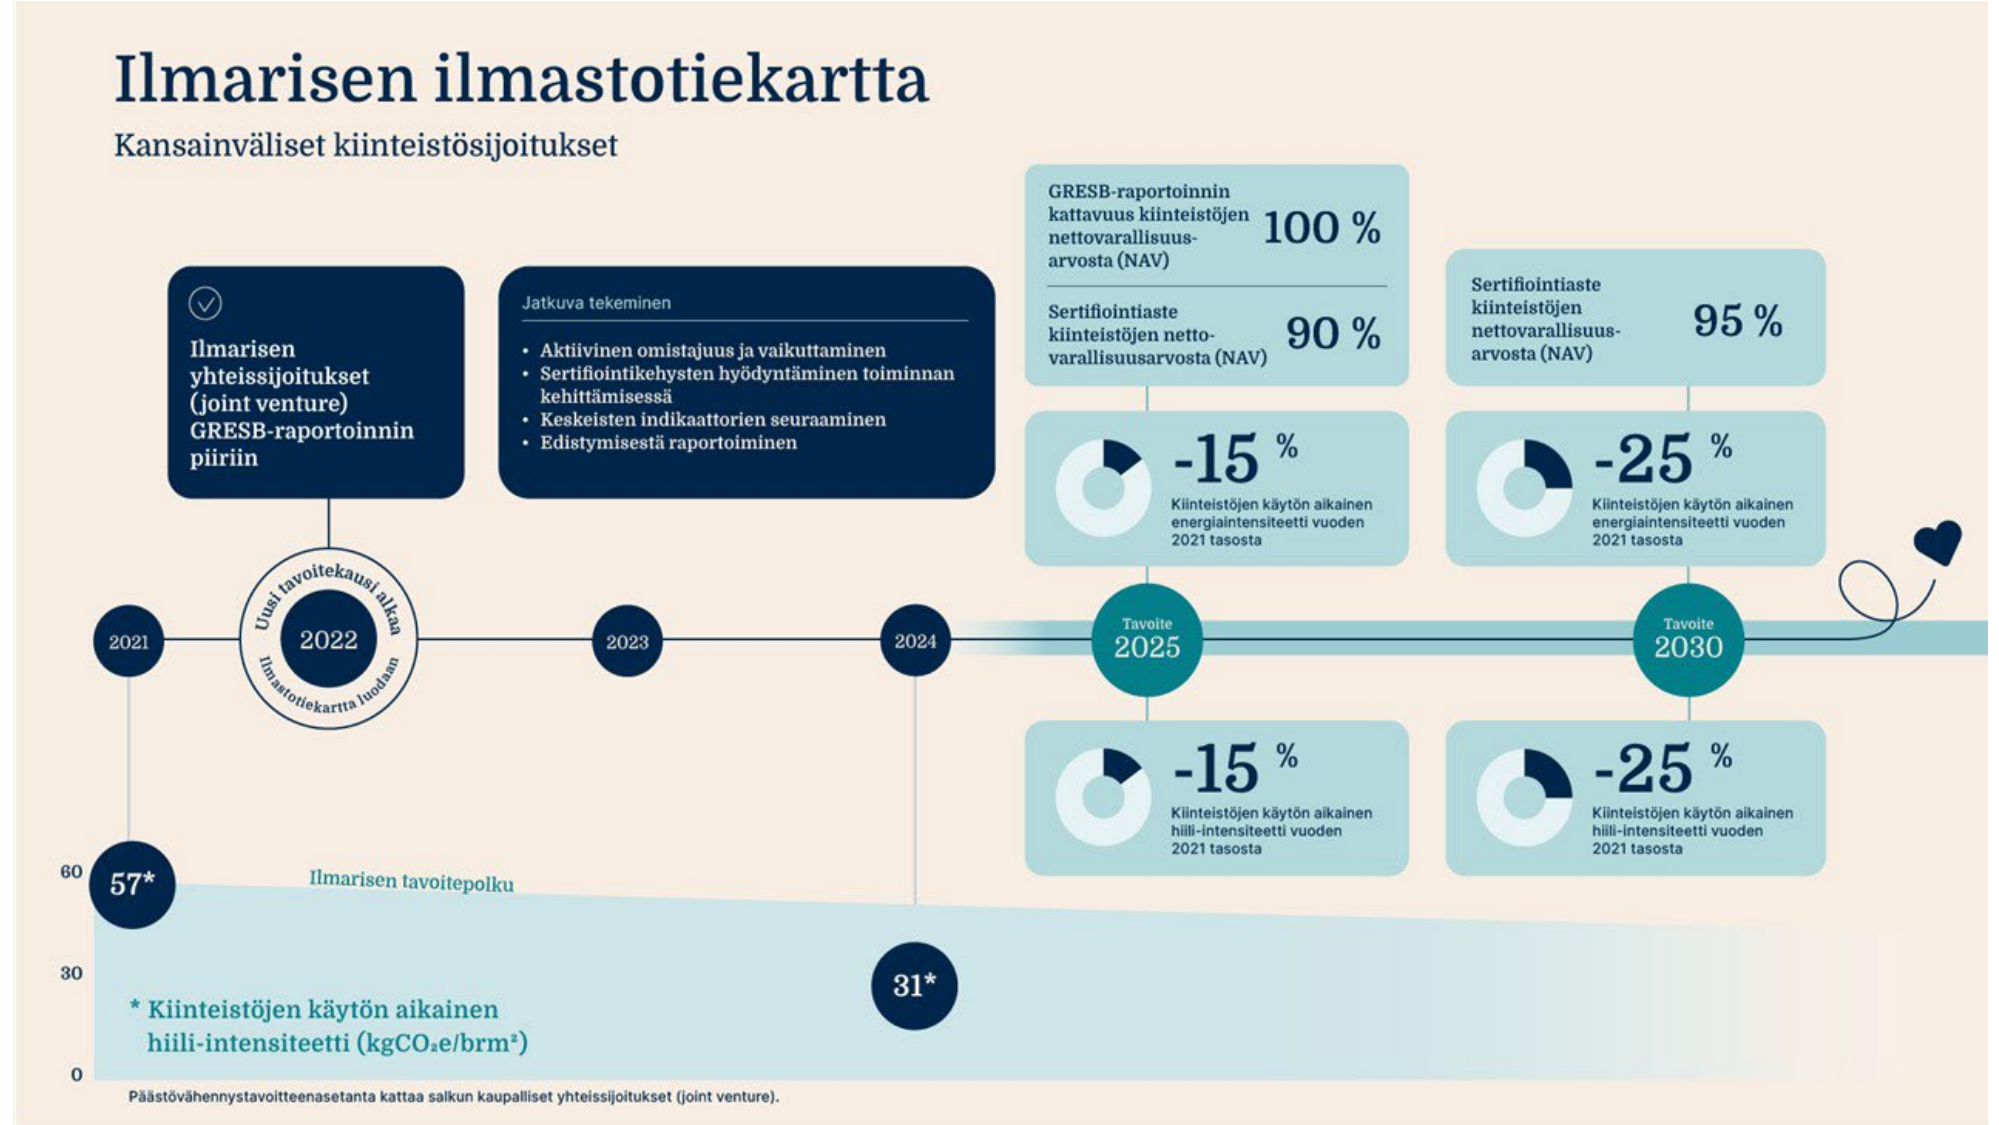 Ilmarisen ilmastotiekartta
Kansainväliset kiinteistösijoitukset
Ilmarisen
yhteissijoitukset
(joint venture)
GRESB-raportoinnin
piiriin
Jatkuva tekeminen
• Aktiivinen omistajuus ja vaikuttaminen
• Sertifiointikehysten hyödyntäminen toiminnan
kehittämisessä
• Keskeisten indikaattorien seuraaminen
• Edistymisestä raportoiminen
GRESB-raportoinnin
kattavuus kiinteistöjen
nettovarallisuus-
arvosta (NAV)
100 %
Sertifiointiaste
kiinteistöjen netto-
varallisuusarvosta (NAV)
90 %
Sertifiointiaste
kiinteistöjen
nettovarallisuus-
arvosta (NAV)
95 %
-15 %
Kiinteistöjen käytön aikainen
energiaintensiteetti vuoden
2021 tasosta
-25 %
Kiinteistöjen käytön aikainen
energiaintensiteetti vuoden
2021 tasosta
2021
Uusi tavoitekausi alkaa
2022
Ilmastotiekartta luodaan
2023
2024
Tavoite
2025
Tavoite
2030
-15 %
Kiinteistöjen käytön aikainen
hiili-intensiteetti vuoden
2021 tasosta
-25 %
Kiinteistöjen käytön aikainen
hiili-intensiteetti vuoden
2021 tasosta
60
57*
Ilmarisen tavoitepolku
30
31*
* Kiinteistöjen käytön aikainen
hiili-intensiteetti (kgCO₂e/brm²)
0
Päästövähennystavoitteenasetanta kattaa salkun kaupalliset yhteissijoitukset (joint venture).